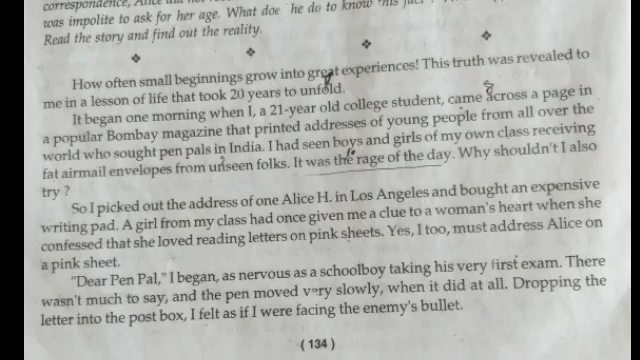 correspondence, Alice did not
was impolite to ask for her age. What doe he do to know this fact?
Read the story and find out the reality.
How often small beginnings grow into great experiences! This truth was revealed to
me in a lesson of life that took 20 years to unfold.
It began one morning when I, a 21-year old college student, came across a page in
a popular Bombay magazine that printed addresses of young people from all over the
world who sought pen pals in India. I had seen boys and girls of my own class receiving
fat airmail envelopes from unseen folks. It was the rage of the day. Why shouldn't I also
try ?
So I picked out the address of one Alice H. in Los Angeles and bought an expensive
writing pad. A girl from my class had once given me a clue to a woman's heart when she
confessed that she loved reading letters on pink sheets. Yes, I too, must address Alice on
a pink sheet.
"Dear Pen Pal," I began, as nervous as a schoolboy taking his very first exam. There
wasn't much to say, and the pen moved very slowly, when it did at all. Dropping the
letter into the post box, I felt as if I were facing the enemy's bullet.
( 134 )